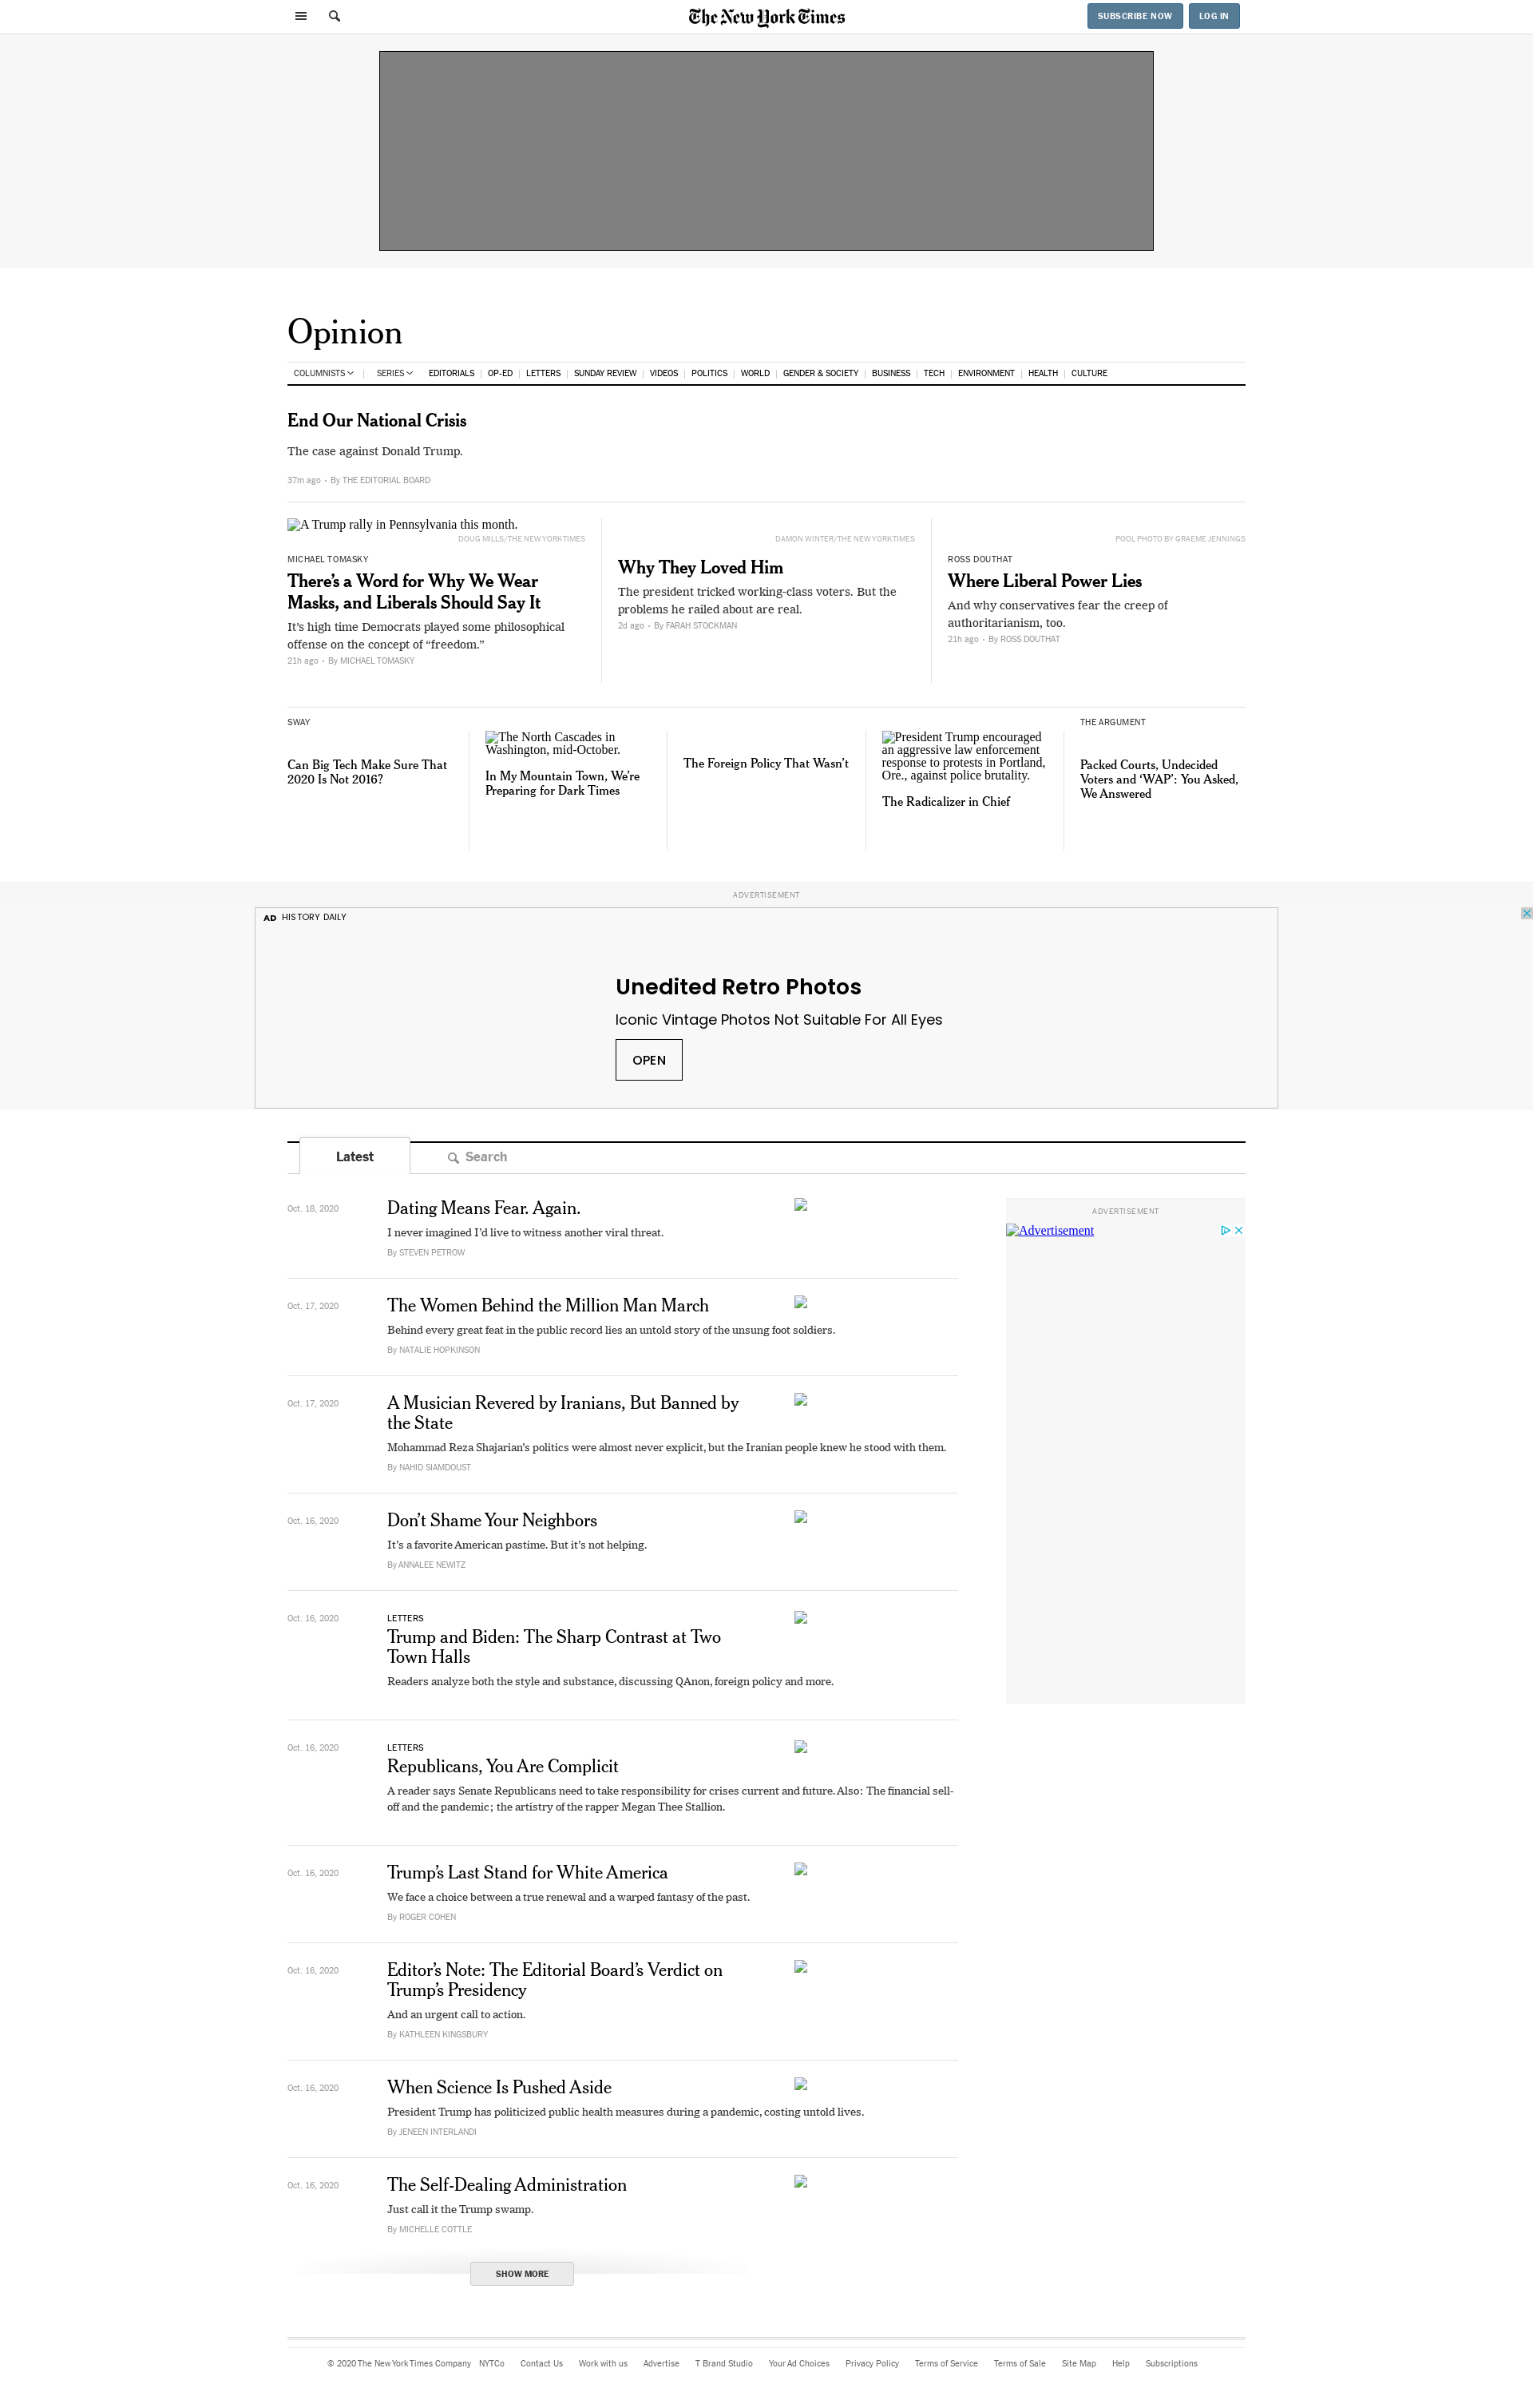 The New York Times
SUBSCRIBE NOW
LOG IN
Opinion
COLUMNISTS
SERIES
EDITORIALS
OP-ED
LETTERS
SUNDAY REVIEW
VIDEOS
POLITICS
WORLD
GENDER & SOCIETY
BUSINESS
TECH
ENVIRONMENT
HEALTH
CULTURE
End Our National Crisis
The case against Donald Trump.
37m ago • By THE EDITORIAL BOARD
A Trump rally in Pennsylvania this month.
DOUG MILLS/THE NEW YORK TIMES
MICHAEL TOMASKY
There’s a Word for Why We Wear
Masks, and Liberals Should Say It
It’s high time Democrats played some philosophical
offense on the concept of “freedom.”
21h ago • By MICHAEL TOMASKY
DAMON WINTER/THE NEW YORK TIMES
Why They Loved Him
The president tricked working-class voters. But the
problems he railed about are real.
2d ago • By FARAH STOCKMAN
POOL PHOTO BY GRAEME JENNINGS
ROSS DOUTHAT
Where Liberal Power Lies
And why conservatives fear the creep of
authoritarianism, too.
21h ago • By ROSS DOUTHAT
SWAY
Can Big Tech Make Sure That
2020 Is Not 2016?
The North Cascades in
Washington, mid-October.
In My Mountain Town, We’re
Preparing for Dark Times
The Foreign Policy That Wasn’t
President Trump encouraged
an aggressive law enforcement
response to protests in Portland,
Ore., against police brutality.
The Radicalizer in Chief
THE ARGUMENT
Packed Courts, Undecided
Voters and ‘WAP’: You Asked,
We Answered
ADVERTISEMENT
AD HISTORY DAILY
Unedited Retro Photos
Iconic Vintage Photos Not Suitable For All Eyes
OPEN
Latest
Search
Oct. 18, 2020
Dating Means Fear. Again.
I never imagined I’d live to witness another viral threat.
By STEVEN PETROW
ADVERTISEMENT
Advertisement
Oct. 17, 2020
The Women Behind the Million Man March
Behind every great feat in the public record lies an untold story of the unsung foot soldiers.
By NATALIE HOPKINSON
Oct. 17, 2020
A Musician Revered by Iranians, But Banned by
the State
Mohammad Reza Shajarian’s politics were almost never explicit, but the Iranian people knew he stood with them.
By NAHID SIAMDOUST
Oct. 16, 2020
Don’t Shame Your Neighbors
It’s a favorite American pastime. But it’s not helping.
By ANNALEE NEWITZ
Oct. 16, 2020
LETTERS
Trump and Biden: The Sharp Contrast at Two
Town Halls
Readers analyze both the style and substance, discussing QAnon, foreign policy and more.
Oct. 16, 2020
LETTERS
Republicans, You Are Complicit
A reader says Senate Republicans need to take responsibility for crises current and future. Also: The financial sell-
off and the pandemic; the artistry of the rapper Megan Thee Stallion.
Oct. 16, 2020
Trump’s Last Stand for White America
We face a choice between a true renewal and a warped fantasy of the past.
By ROGER COHEN
Oct. 16, 2020
Editor’s Note: The Editorial Board’s Verdict on
Trump’s Presidency
And an urgent call to action.
By KATHLEEN KINGSBURY
Oct. 16, 2020
When Science Is Pushed Aside
President Trump has politicized public health measures during a pandemic, costing untold lives.
By JENEEN INTERLANDI
Oct. 16, 2020
The Self-Dealing Administration
Just call it the Trump swamp.
By MICHELLE COTTLE
SHOW MORE
© 2020 The New York Times Company
NYTCo
Contact Us
Work with us
Advertise
T Brand Studio
Your Ad Choices
Privacy Policy
Terms of Service
Terms of Sale
Site Map
Help
Subscriptions